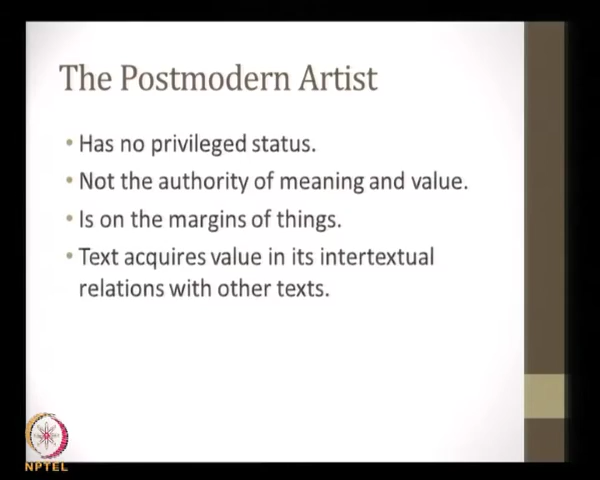 The Postmodern Artist
• Has no privileged status.
• Not the authority of meaning and value.
• Is on the margins of things.
• Text acquires value in its intertextual
relations with other texts.
NPTEL